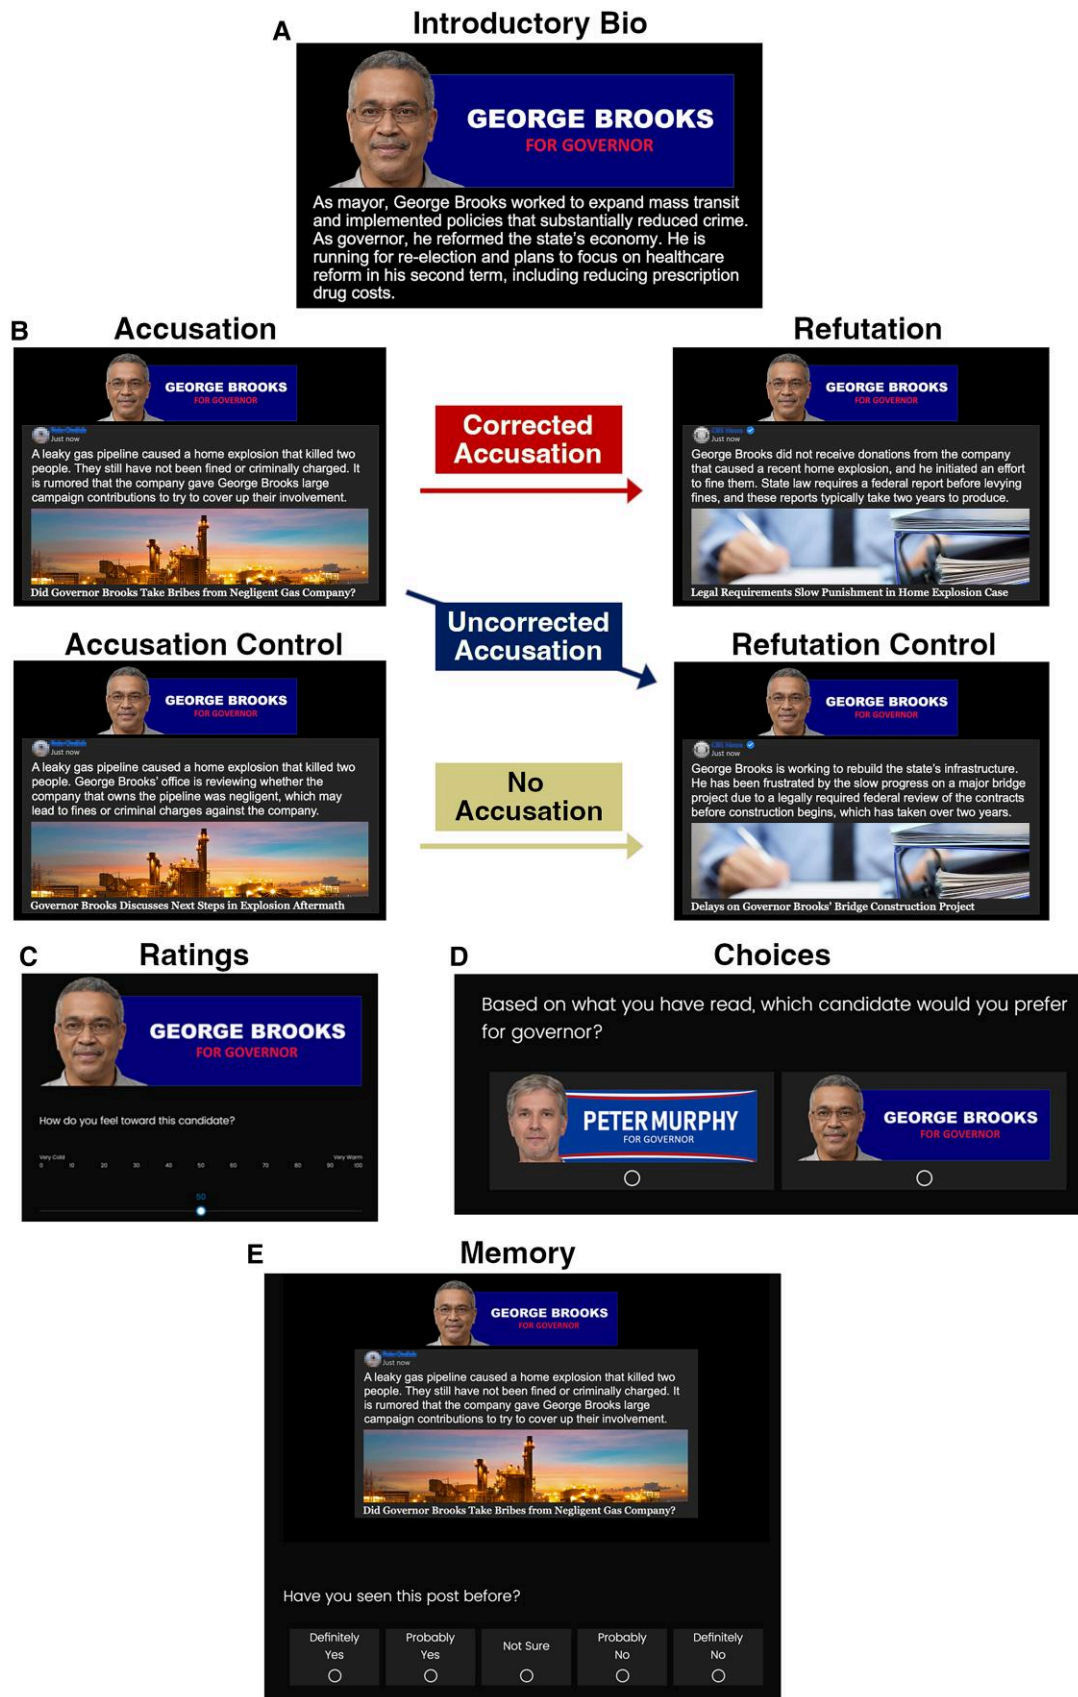 A Introductory Bio
GEORGE BROOKS
FOR GOVERNOR
As mayor, George Brooks worked to expand mass transit
and implemented policies that substantially reduced crime.
As governor, he reformed the state's economy. He is
running for re-election and plans to focus on healthcare
reform in his second term, including reducing prescription
drug costs.
B Accusation
GEORGE BROOKS
FOR GOVERNOR
Just now
A leaky gas pipeline caused a home explosion that killed two
people. They still have not been fined or criminally charged. It
is rumored that the company gave George Brooks large
campaign contributions to try to cover up their involvement.
Did Governor Brooks Take Bribes from Negligent Gas Company?
Corrected
Accusation
Refutation
GEORGE BROOKS
FOR GOVERNOR
CBS News
Just now
George Brooks did not receive donations from the company
that caused a recent home explosion, and he initiated an effort
to fine them. State law requires a federal report before levying
fines, and these reports typically take two years to produce.
Legal Requirements Slow Punishment in Home Explosion Case
Uncorrected
Accusation
Accusation Control
GEORGE BROOKS
FOR GOVERNOR
Just now
A leaky gas pipeline caused a home explosion that killed two
people. George Brooks' office is reviewing whether the
company that owns the pipeline was negligent, which may
lead to fines or criminal charges against the company.
Governor Brooks Discusses Next Steps in Explosion Aftermath
No
Accusation
Refutation Control
GEORGE BROOKS
FOR GOVERNOR
CBS News
Just now
George Brooks is working to rebuild the state's infrastructure.
He has been frustrated by the slow progress on a major bridge
project due to a legally required federal review of the contracts
before construction begins, which has taken over two years.
Delays on Governor Brooks' Bridge Construction Project
C Ratings
GEORGE BROOKS
FOR GOVERNOR
How do you feel toward this candidate?
Very Cold Very Warm
0 10 20 30 40 50 60 70 80 90 100
50
D Choices
Based on what you have read, which candidate would you prefer
for governor?
PETER MURPHY
FOR GOVERNOR
GEORGE BROOKS
FOR GOVERNOR
E Memory
GEORGE BROOKS
FOR GOVERNOR
Just now
A leaky gas pipeline caused a home explosion that killed two
people. They still have not been fined or criminally charged. It
is rumored that the company gave George Brooks large
campaign contributions to try to cover up their involvement.
Did Governor Brooks Take Bribes from Negligent Gas Company?
Have you seen this post before?
Definitely
Yes
Probably
Yes
Not Sure
Probably
No
Definitely
No